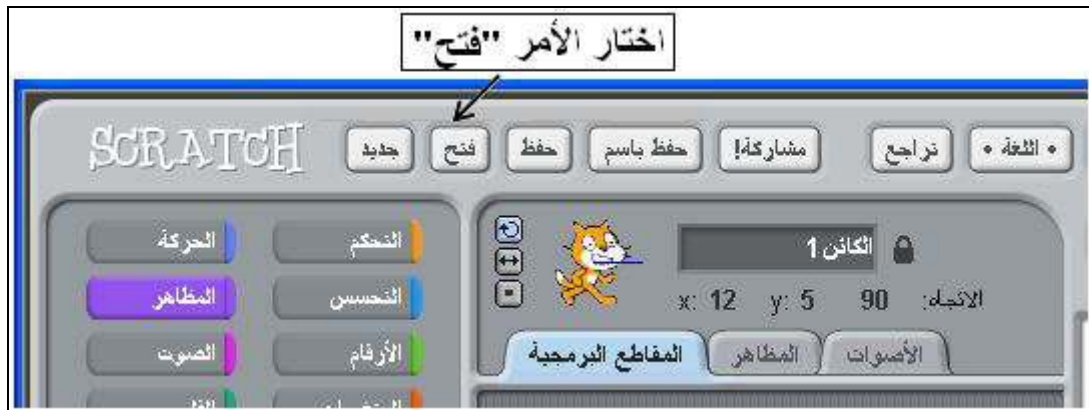 اختار الأمر "فتح"
SCRATCH جديد فتح حفظ حفظ باسم مشاركة! تراجع • اللغة •
الحركة التحكم
المظاهر التحسس
الصوت الأرقام
الكائن 1
الاتجاه: 90 y: 5 x: 12
المقاطع البرمجية المظاهر الأصوات